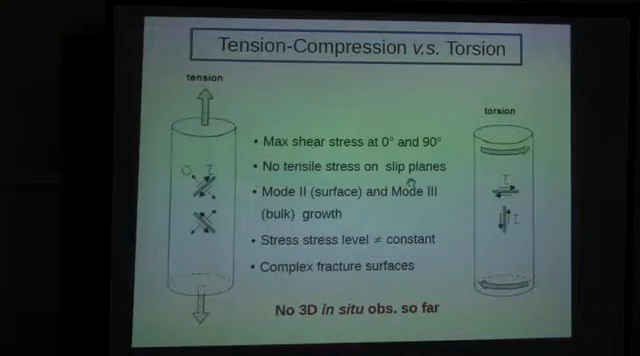 Tension-Compression v.s. Torsion
tension
torsion
• Max shear stress at 0° and 90°
• No tensile stress on slip planes
σ τ
τ
• Mode II (surface) and Mode III
(bulk) growth
τ
• Stress stress level ≠ constant
• Complex fracture surfaces
No 3D in situ obs. so far